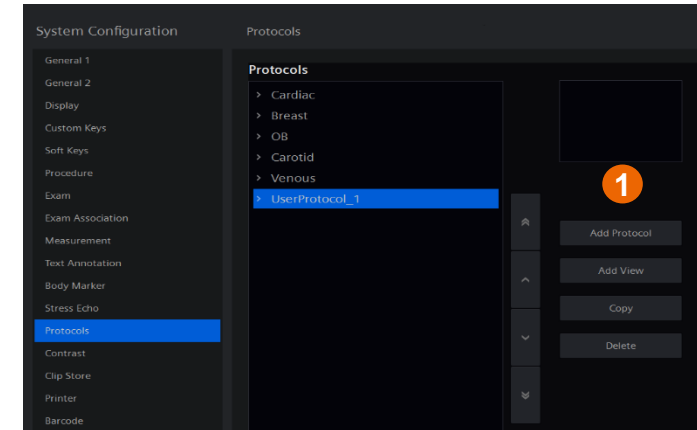 System Configuration
Protocols
General 1
General 2
Display
Custom Keys
Soft Keys
Procedure
Exam
Exam Association
Measurement
Text Annotation
Body Marker
Stress Echo
Protocols
Contrast
Clip Store
Printer
Barcode
Protocols
> Cardiac
> Breast
> OB
> Carotid
> Venous
> UserProtocol_1
1
Add Protocol
Add View
Copy
Delete